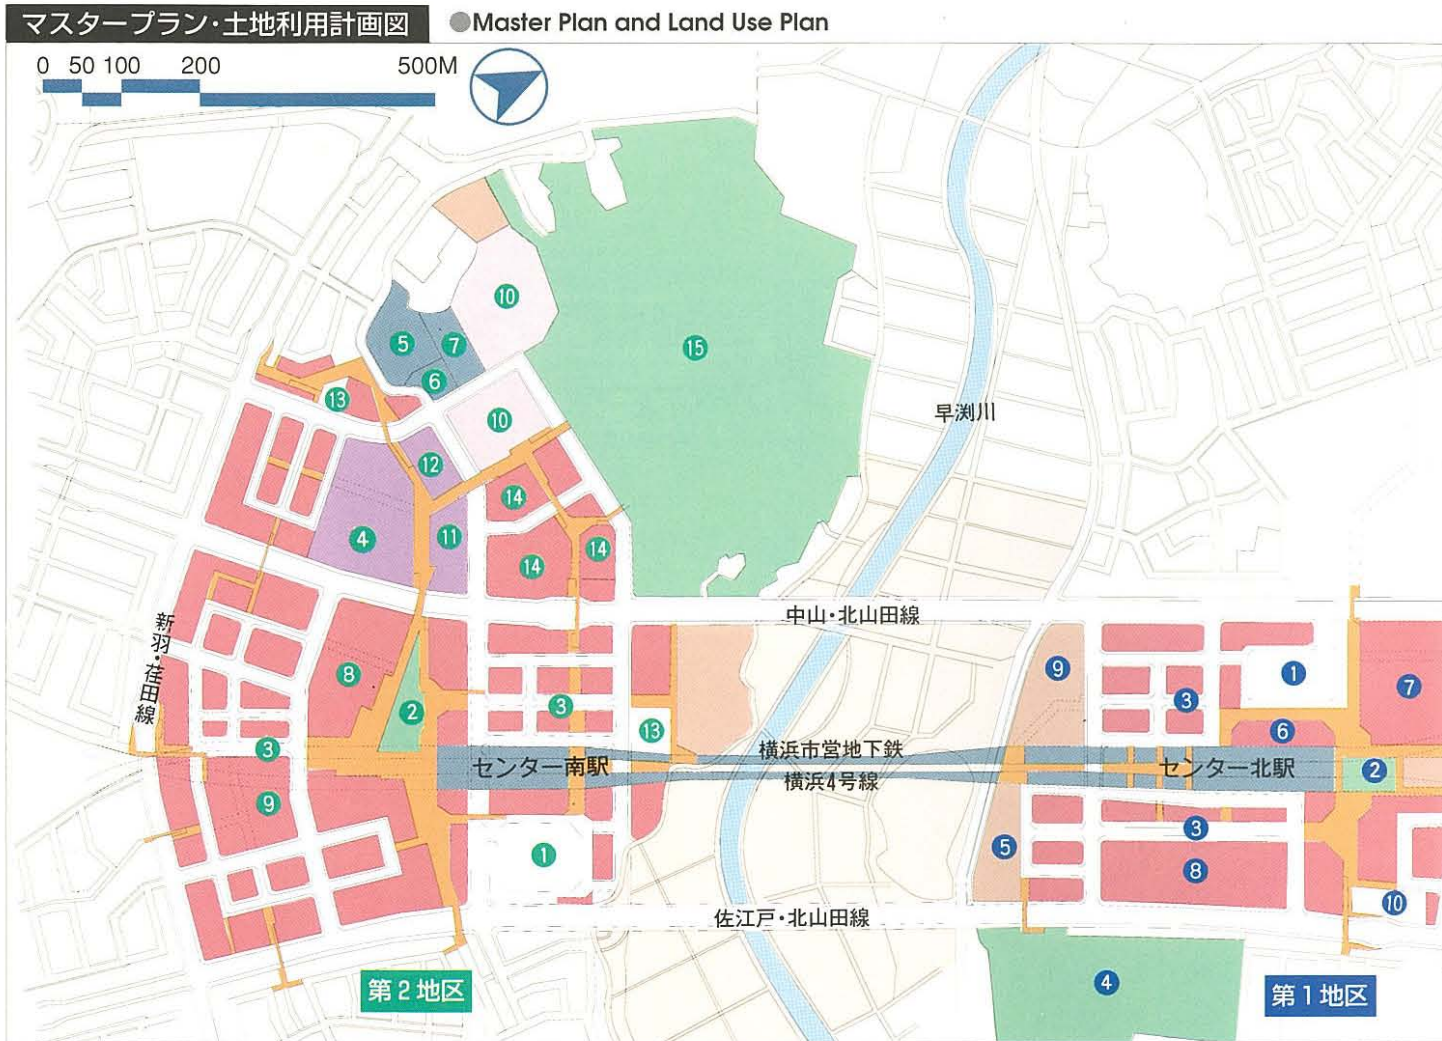 マスタープラン・土地利用計画図
●Master Plan and Land Use Plan
0 50 100 200 500M
10
5
7
15
6
13
10
早渕川
12
14
4
11
14
14
中山・北山田線
新羽・荏田線
8
9
1
3
7
2
3
13
6
3
横浜市営地下鉄
センター南駅
センター北駅
2
横浜4号線
9
3
1
5
8
10
佐江戸・北山田線
第2地区
4
第1地区